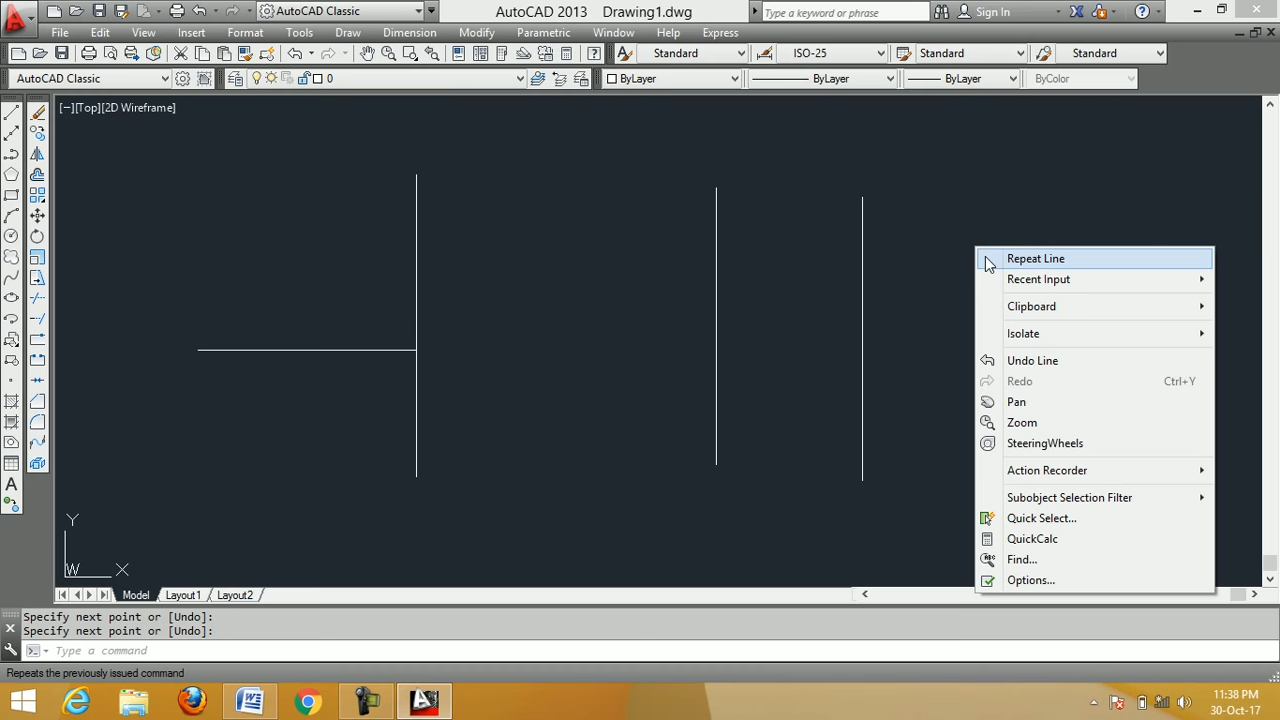 AutoCAD Classic
AutoCAD 2013 Drawing1.dwg
Type a keyword or phrase
Sign In
File Edit View Insert Format Tools Draw Dimension Modify Parametric Window Help Express
Standard
ISO-25
Standard
Standard
AutoCAD Classic
0
ByLayer
ByLayer
ByLayer
ByColor
[−][Top][2D Wireframe]
Repeat Line
Recent Input
Clipboard
Isolate
Undo Line
Redo Ctrl+Y
Pan
Zoom
SteeringWheels
Action Recorder
Subobject Selection Filter
Quick Select...
QuickCalc
Find...
Options...
Y
W X
Model Layout1 Layout2
Specify next point or [Undo]:
Specify next point or [Undo]:
Type a command
Repeats the previously issued command
11:38 PM
30-Oct-17